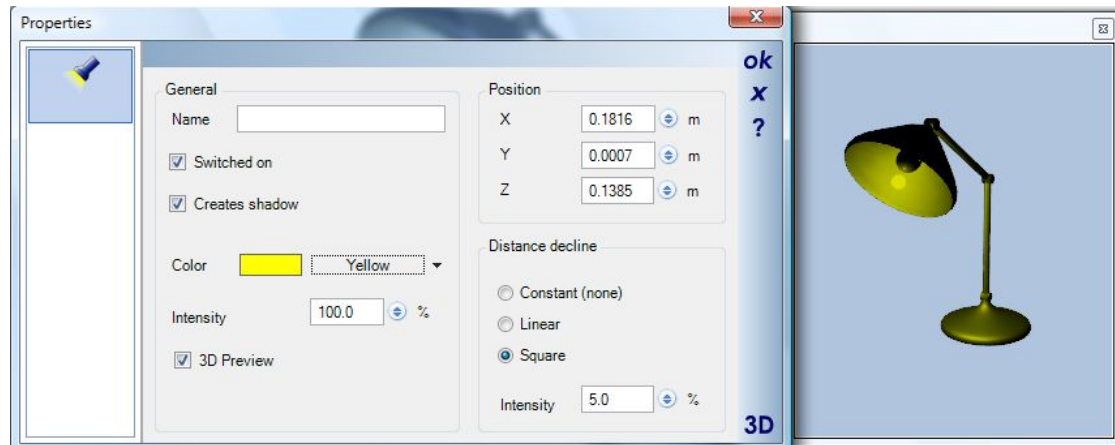 Properties
ok
x
?
General
Name
Switched on
Creates shadow
Color Yellow
Intensity 100.0 %
3D Preview
Position
X 0.1816 m
Y 0.0007 m
Z 0.1385 m
Distance decline
Constant (none)
Linear
Square
Intensity 5.0 %
3D